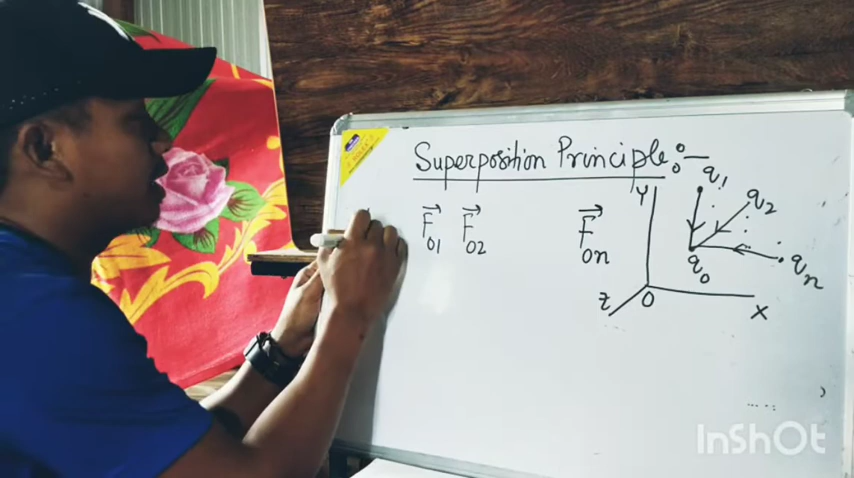 Superposition Principle :-
F01 F02 F0n
Y
q1
q2
q0
qn
Z
O
X
InShOt